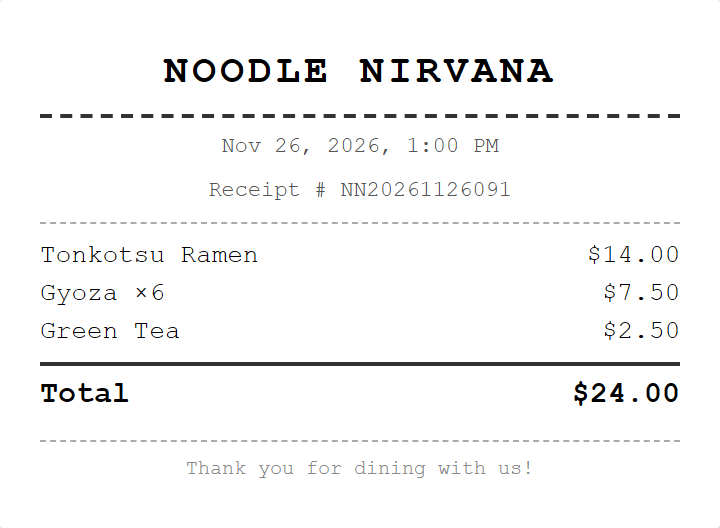 NOODLE NIRVANA
Nov 26, 2026, 1:00 PM
Receipt # NN20261126091
Tonkotsu Ramen $14.00
Gyoza ×6 $7.50
Green Tea $2.50
Total $24.00
Thank you for dining with us!